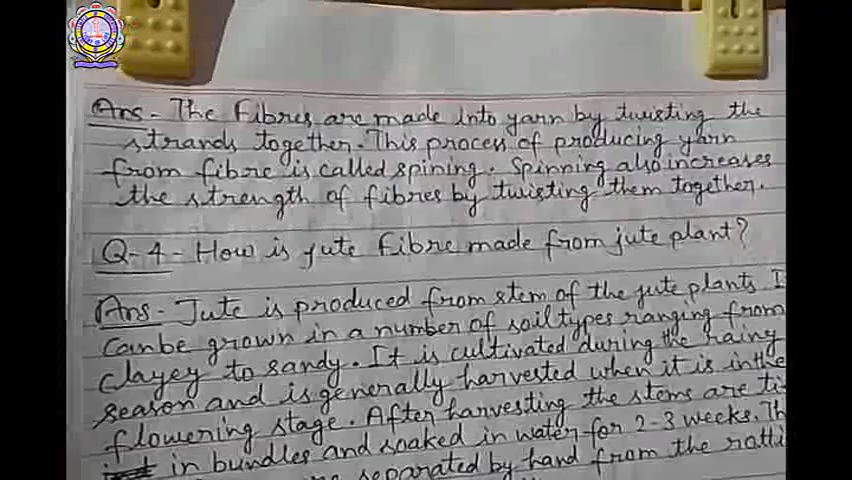 Ans - The Fibres are made into yarn by twisting the
strands together. This process of producing yarn
from fibre is called spining. Spinning also increases
the strength of fibres by twisting them together.
Q-4 - How is jute Fibre made from jute plant?
Ans - Jute is produced from stem of the jute plants I
can be grown in a number of soil types ranging from
clayey to sandy. It is cultivated during the rainy
season and is generally harvested when it is in the
flowering stage. After harvesting the stems are ti
in bundles and soaked in water for 2-3 weeks. Th
separated by hand from the rotti